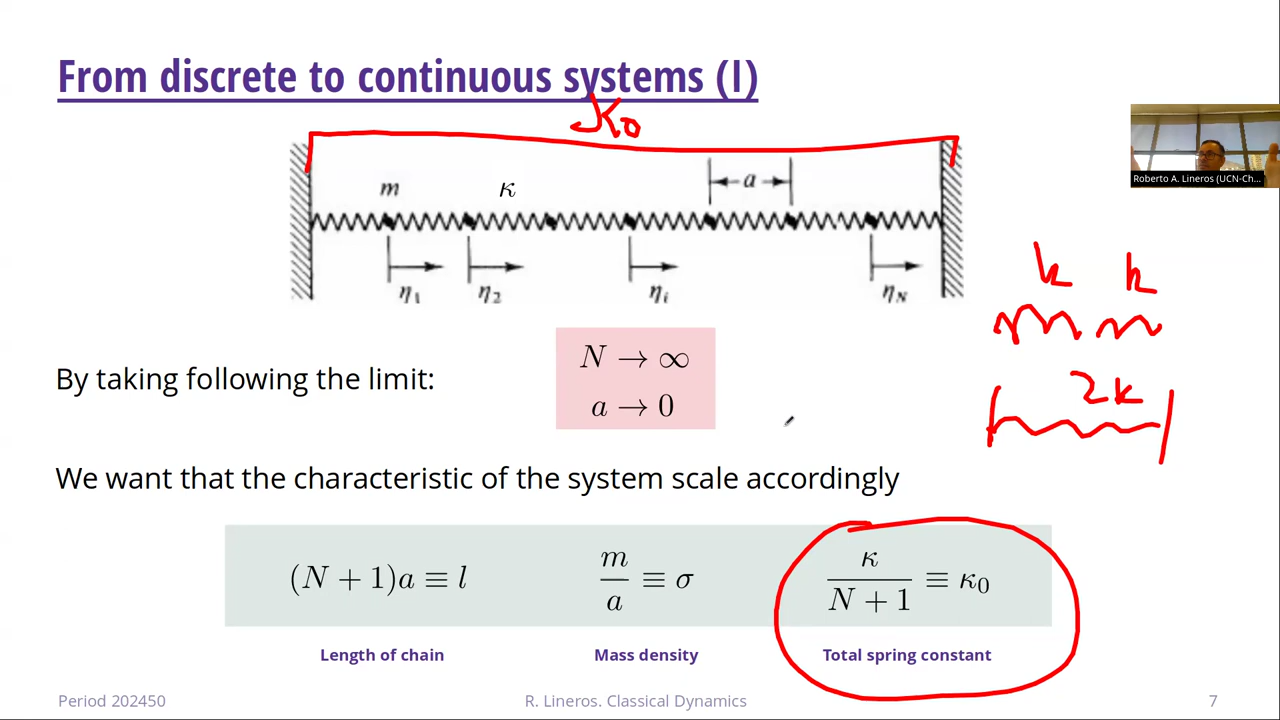 From discrete to continuous systems (I)
K₀
m κ a
η₁ η₂ ηᵢ η_N
Roberto A. Lineros (UCN-Ch...
k k
2k
By taking following the limit:
N → ∞
a → 0
We want that the characteristic of the system scale accordingly
(N + 1)a ≡ l
m/a ≡ σ
κ/(N + 1) ≡ κ₀
Length of chain
Mass density
Total spring constant
Period 202450
R. Lineros. Classical Dynamics
7